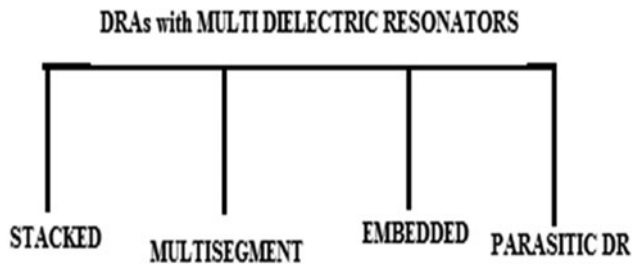 DRAs with MULTI DIELECTRIC RESONATORS
STACKED
MULTISEGMENT
EMBEDDED
PARASITIC DR